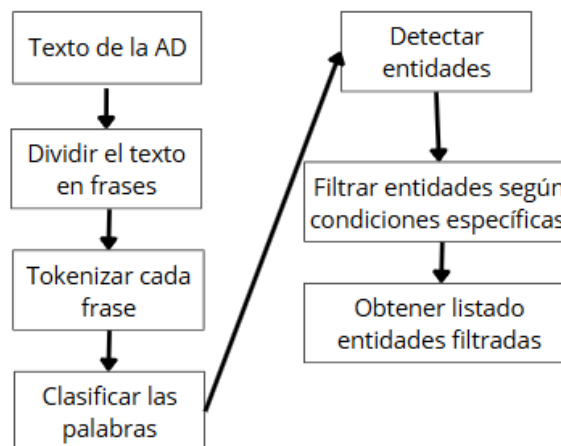 Texto de la AD
Dividir el texto
en frases
Tokenizar cada
frase
Clasificar las
palabras
Detectar
entidades
Filtrar entidades según
condiciones específicas
Obtener listado
entidades filtradas